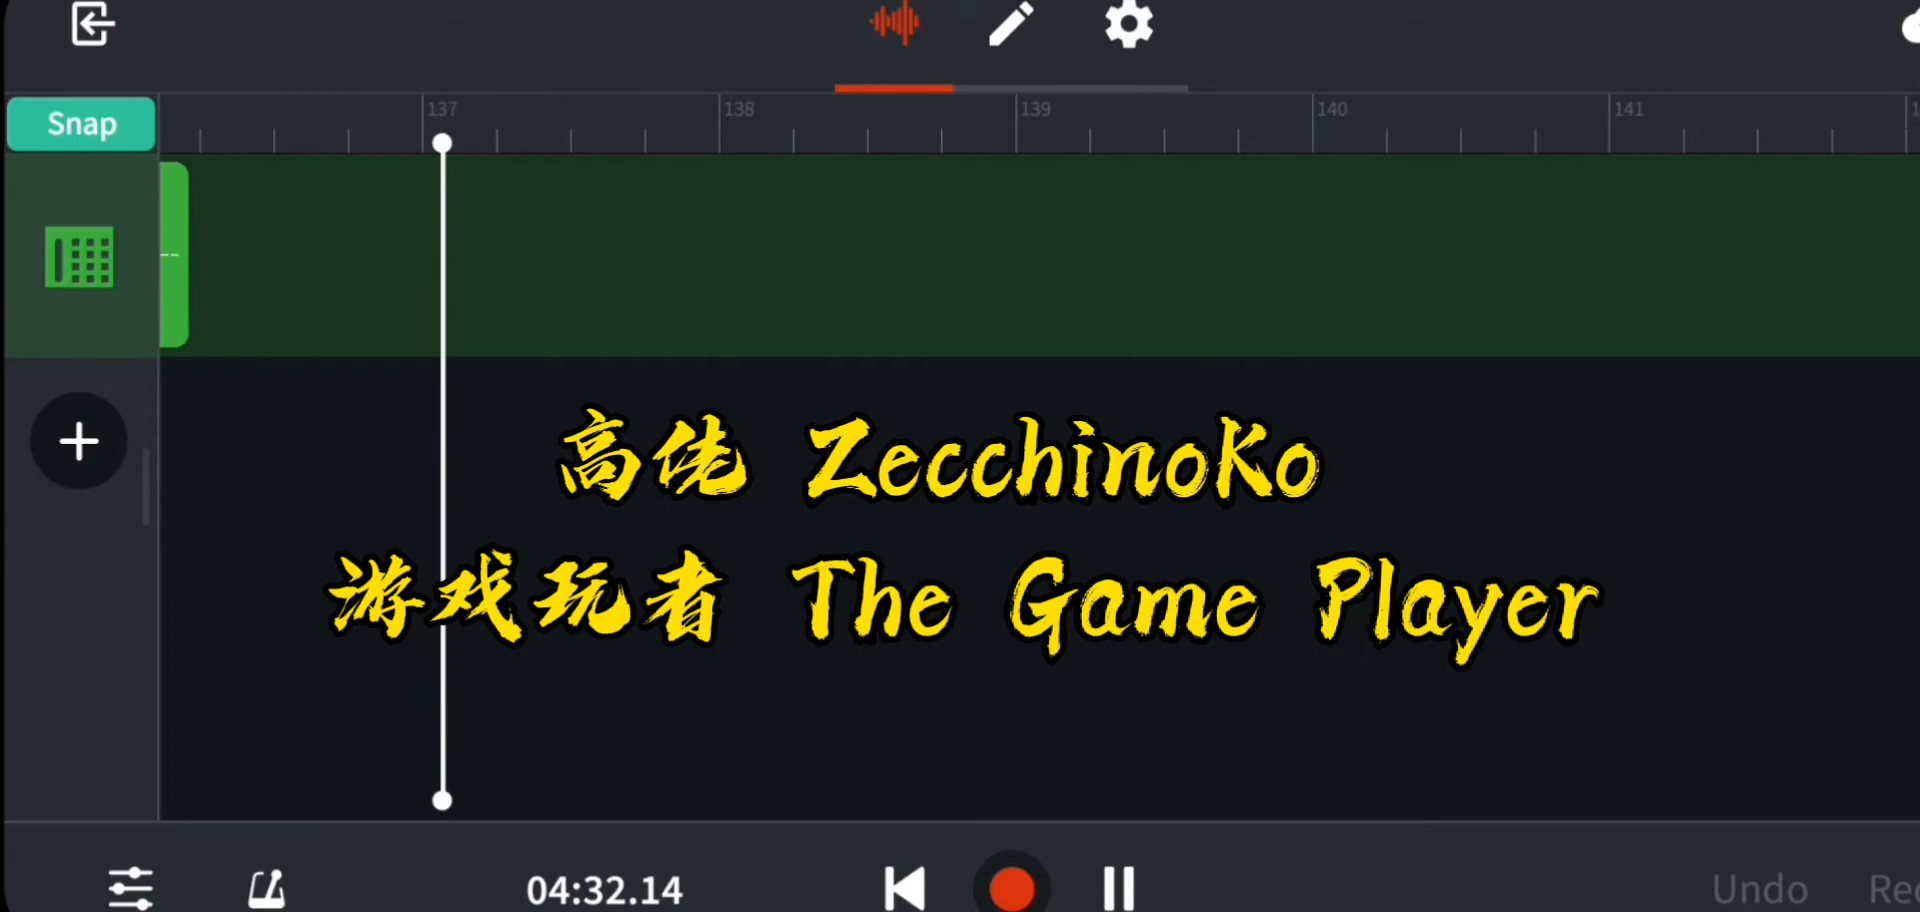 Snap
137 138 139 140 141
高佬 ZecchinoKo
游戏玩者 The Game Player
04:32.14
Undo